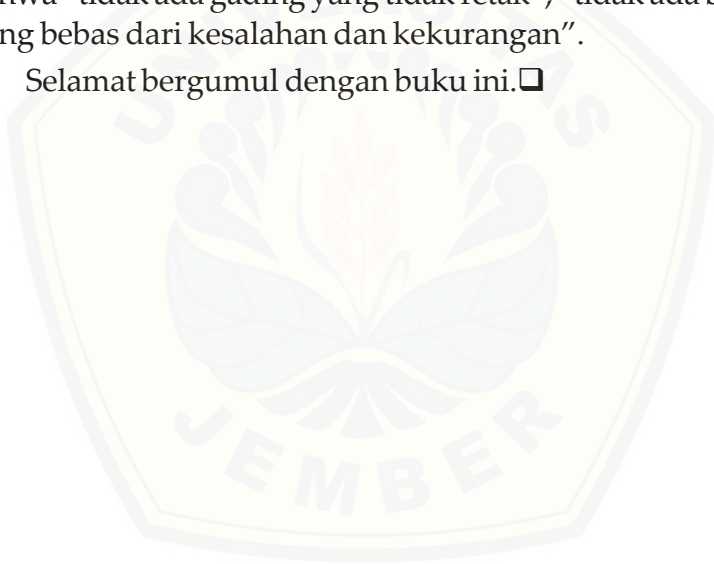 tidak ada gading yang tidak retak", "tidak ada
ng bebas dari kesalahan dan kekurangan".
Selamat bergumul dengan buku ini.❑
UNIVERSITAS
JEMBER